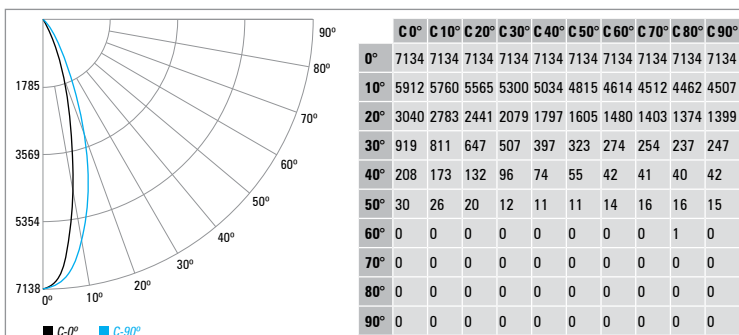 90º
80º
1785
70º
3569
60º
50º
5354
40º
30º
20º
10º
7138
0º
C-0º C-90º
C 0° C 10° C 20° C 30° C 40° C 50° C 60° C 70° C 80° C 90°
0° 7134 7134 7134 7134 7134 7134 7134 7134 7134 7134
10° 5912 5760 5565 5300 5034 4815 4614 4512 4462 4507
20° 3040 2783 2441 2079 1797 1605 1480 1403 1374 1399
30° 919 811 647 507 397 323 274 254 237 247
40° 208 173 132 96 74 55 42 41 40 42
50° 30 26 20 12 11 11 14 16 16 15
60° 0 0 0 0 0 0 0 0 1 0
70° 0 0 0 0 0 0 0 0 0 0
80° 0 0 0 0 0 0 0 0 0 0
90° 0 0 0 0 0 0 0 0 0 0